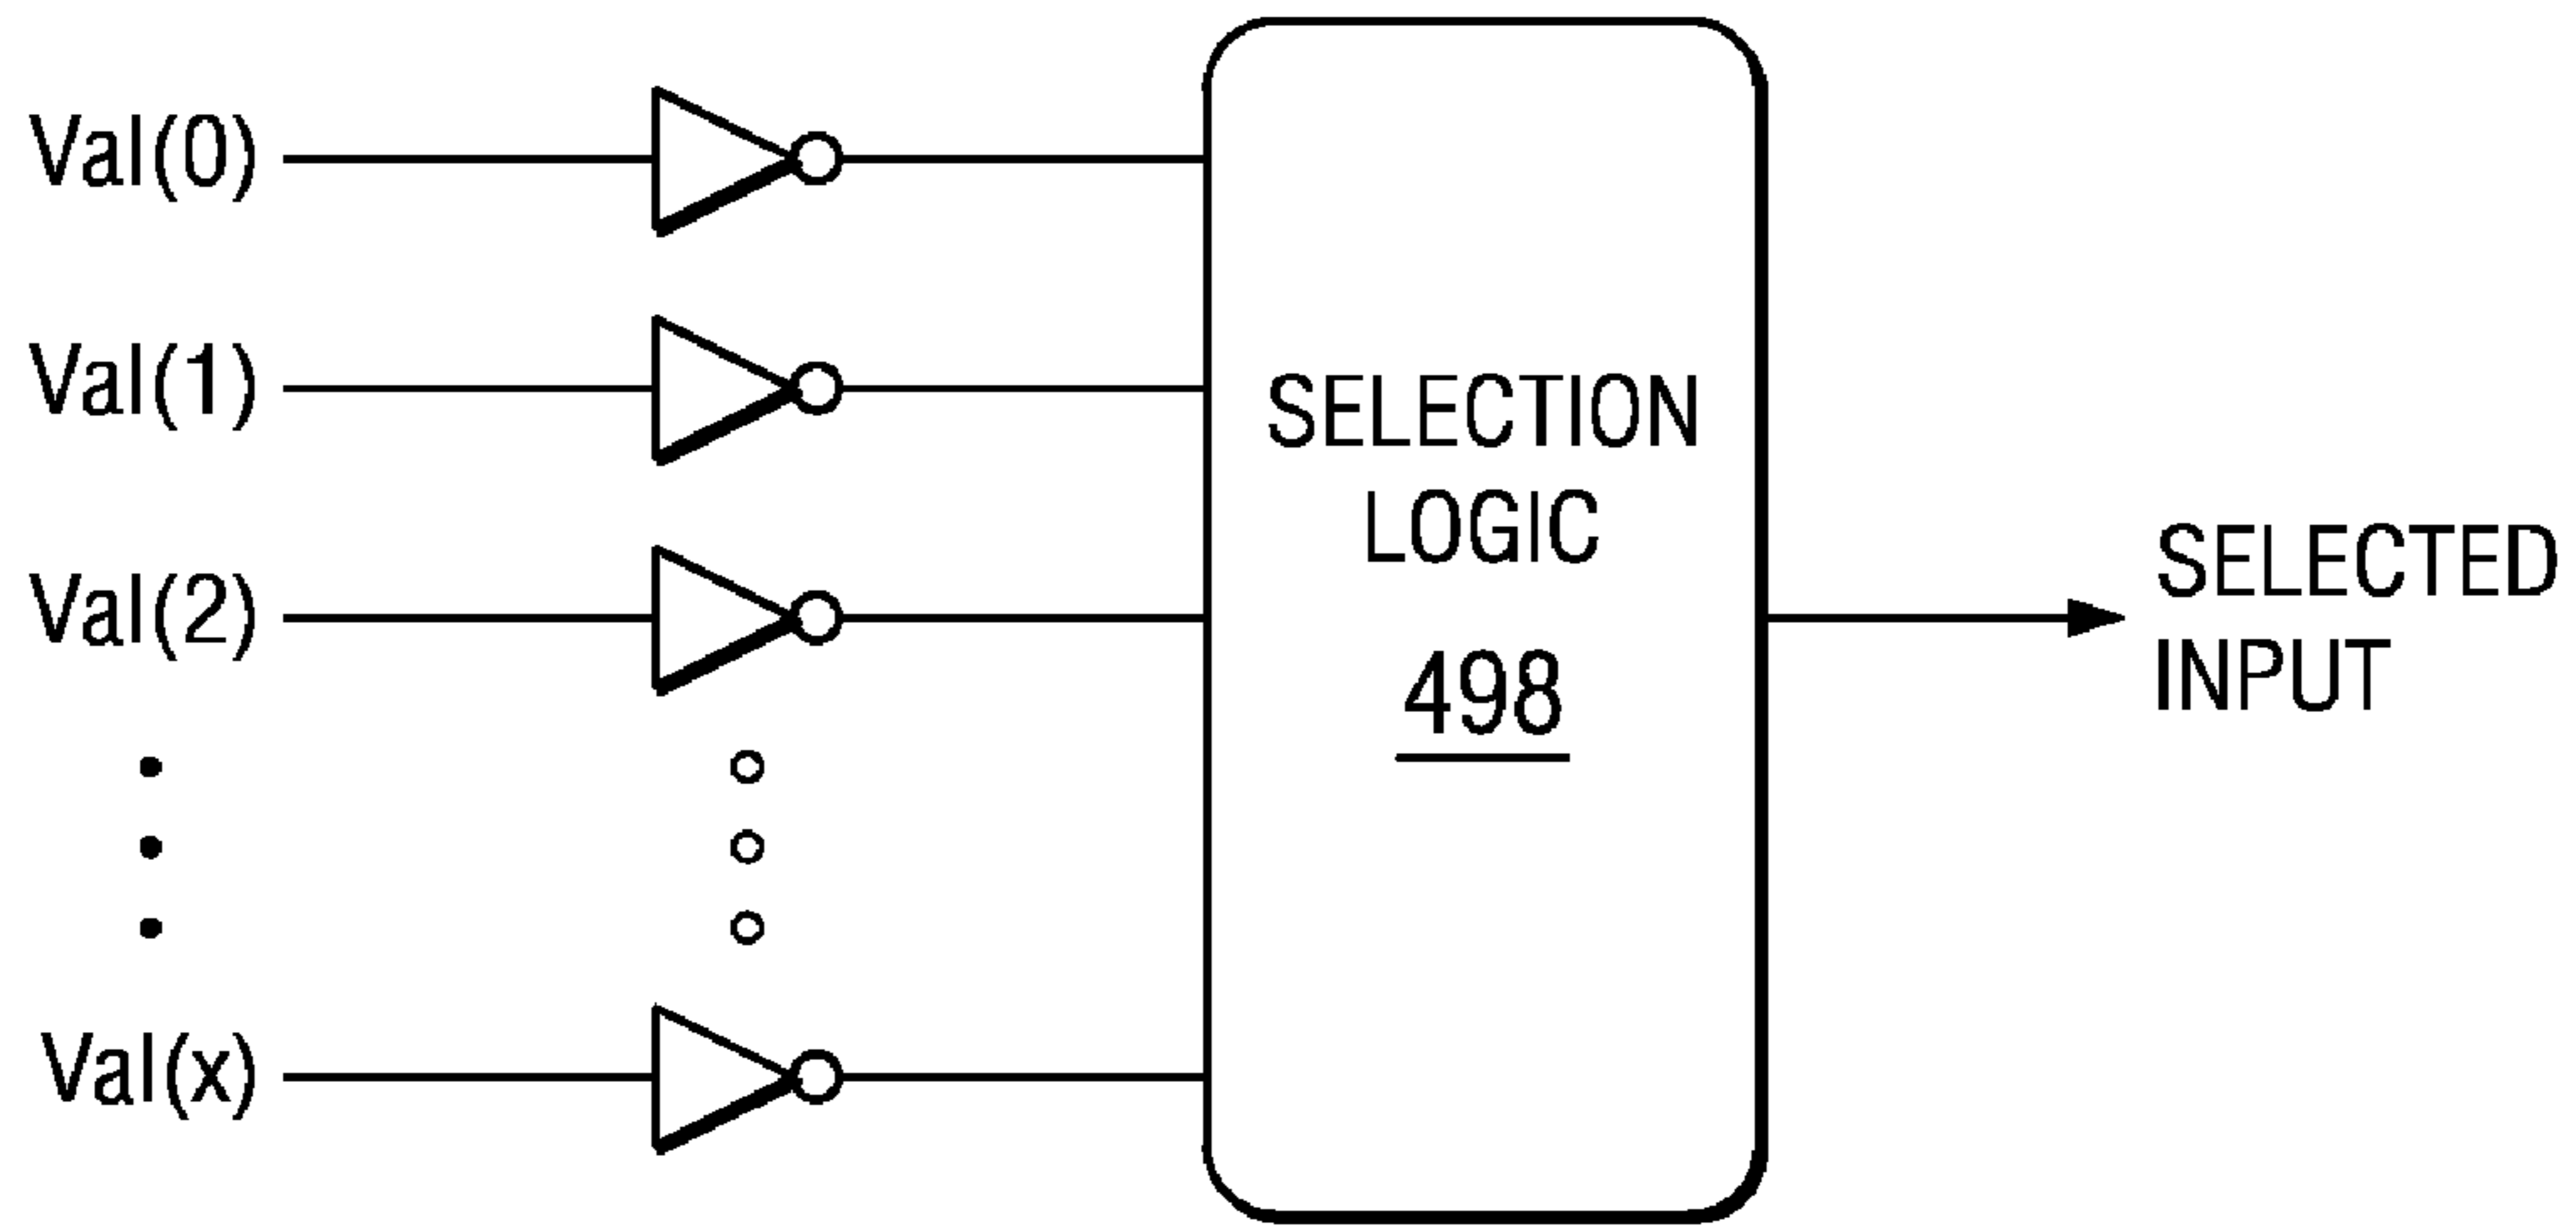 Val(0)
Val(1)
Val(2)
Val(x)
SELECTION
LOGIC
498
SELECTED
INPUT